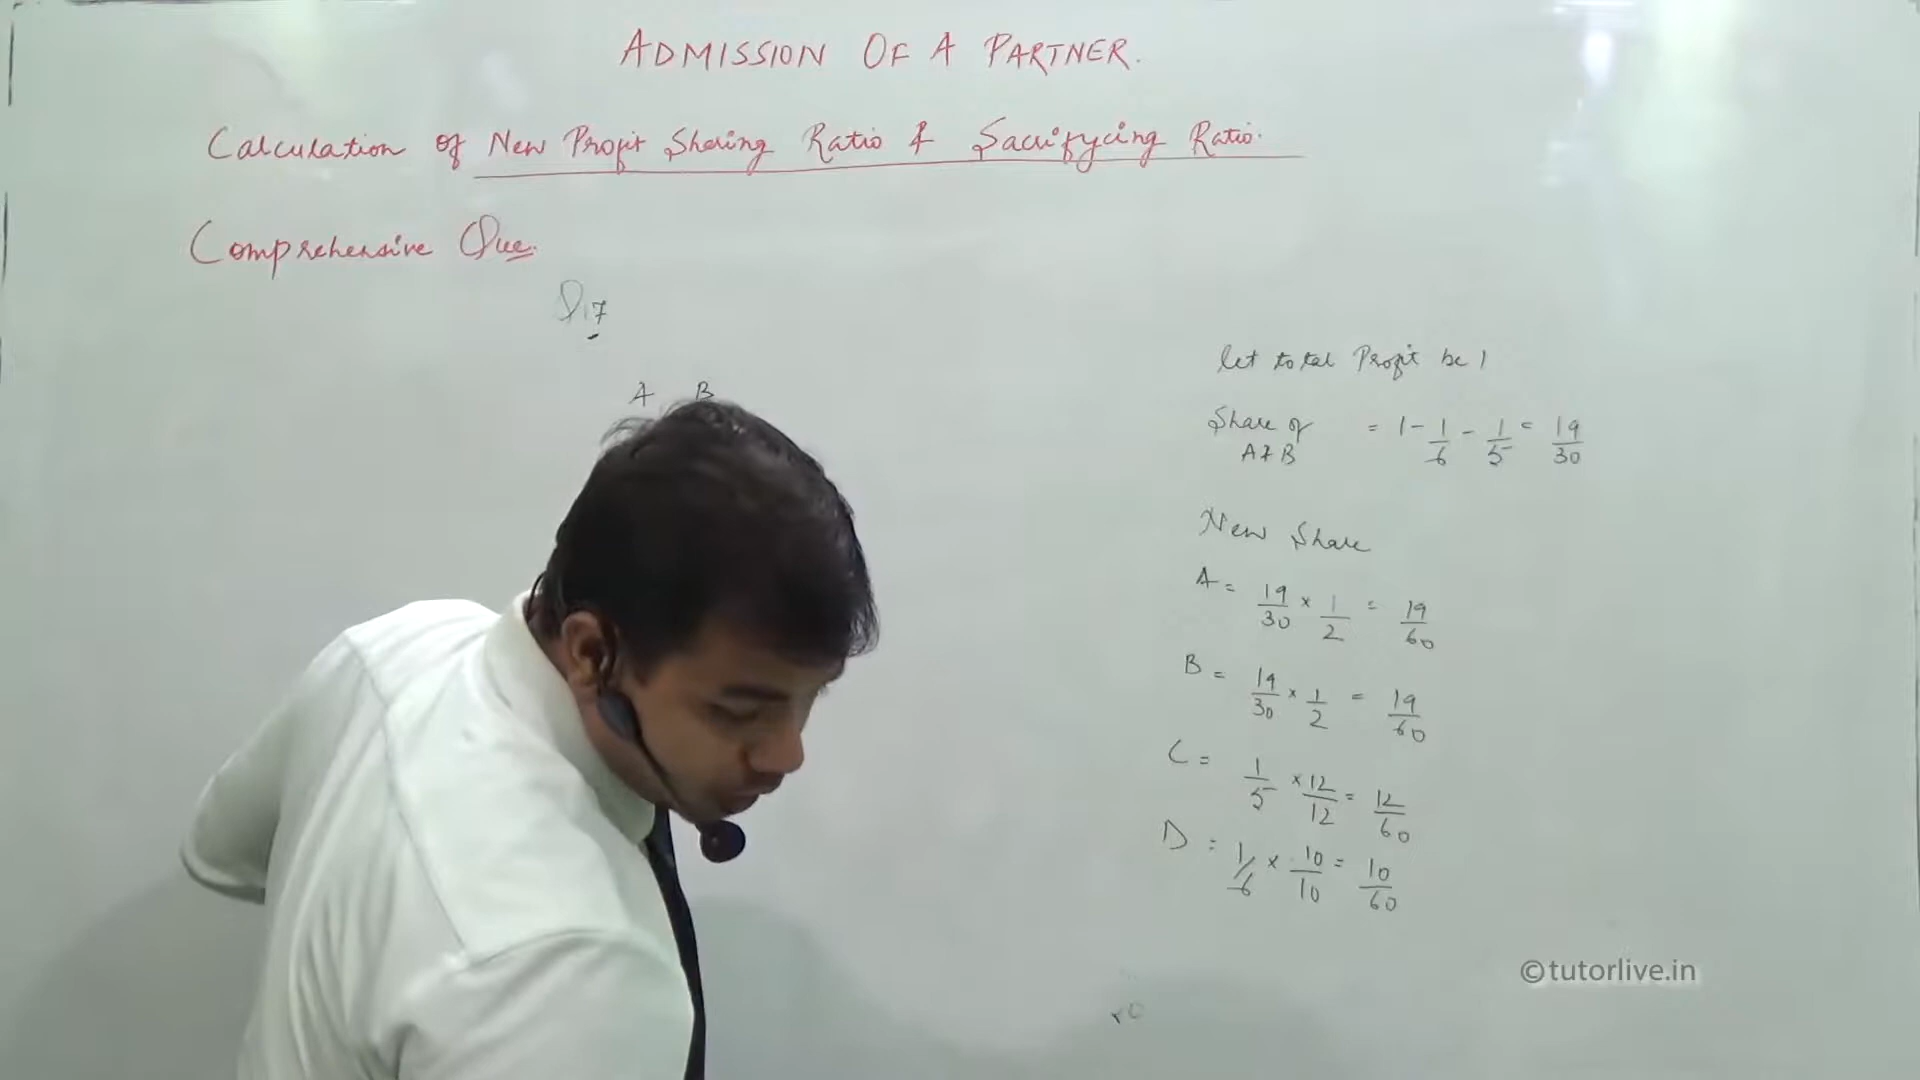 ADMISSION OF A PARTNER.
Calculation of New Profit Sharing Ratio & Sacrifycing Ratio.
Comprehensive Que.
Q.17
A B
let total Profit be 1
Share of A & B = 1 - 1/6 - 1/5 = 19/30
New Share
A = 19/30 × 1/2 = 19/60
B = 19/30 × 1/2 = 19/60
C = 1/5 × 12/12 = 12/60
D = 1/6 × 10/10 = 10/60
©tutorlive.in